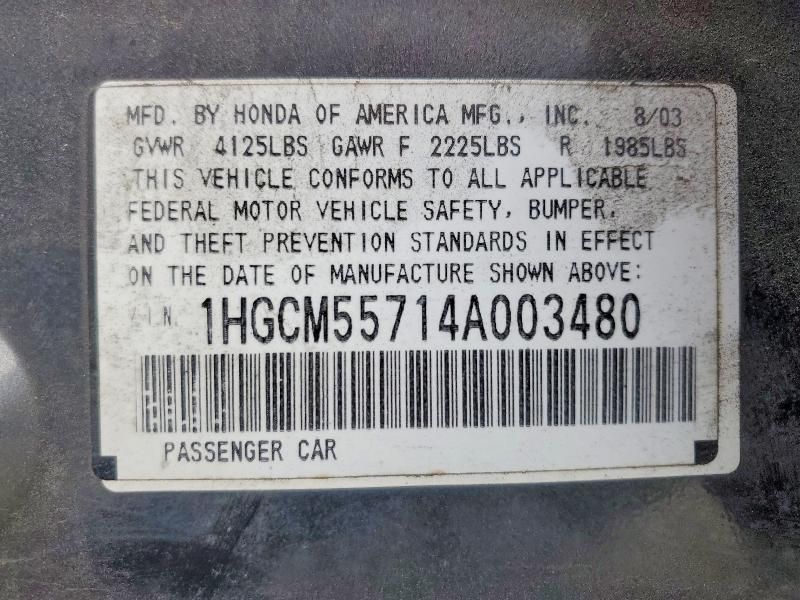 MFD. BY HONDA OF AMERICA MFG., INC. 8/03
GVWR 4125LBS GAWR F 2225LBS R 1985LBS
THIS VEHICLE CONFORMS TO ALL APPLICABLE
FEDERAL MOTOR VEHICLE SAFETY, BUMPER,
AND THEFT PREVENTION STANDARDS IN EFFECT
ON THE DATE OF MANUFACTURE SHOWN ABOVE:
V.I.N. 1HGCM55714A003480
PASSENGER CAR